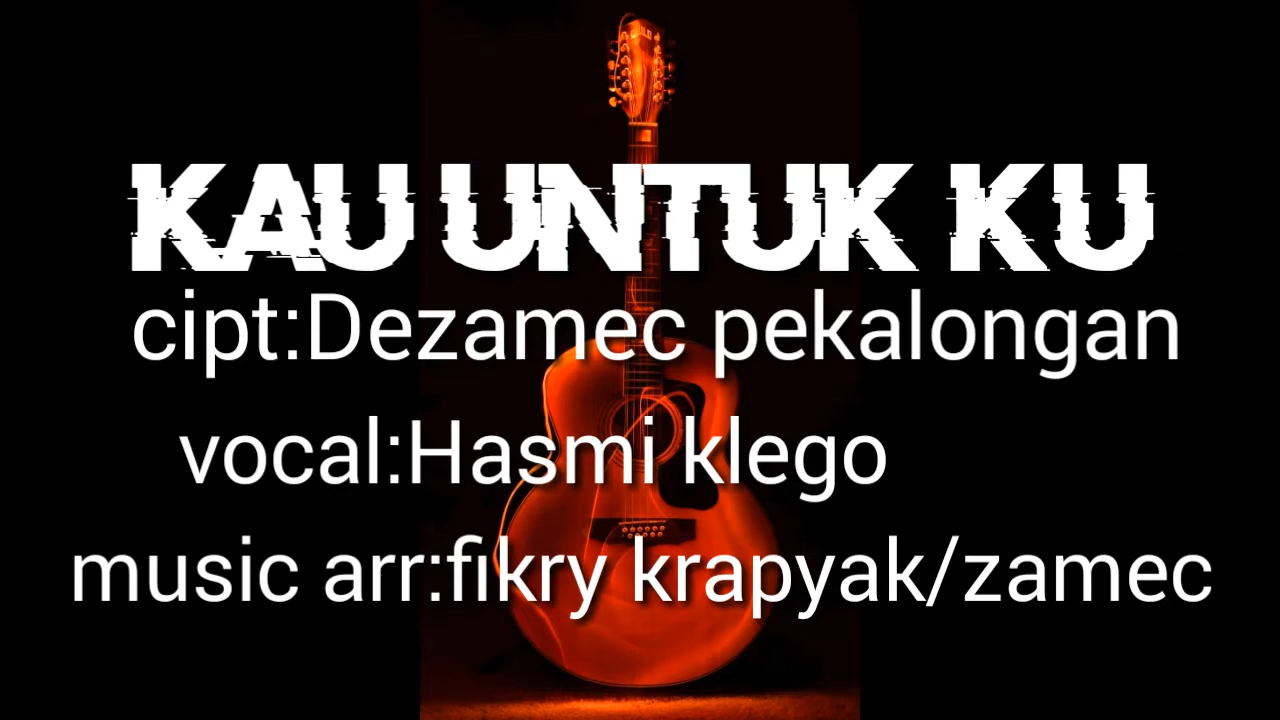 KAU UNTUK KU
cipt:Dezamec pekalongan
vocal:Hasmi klego
music arr:fikry krapyak/zamec